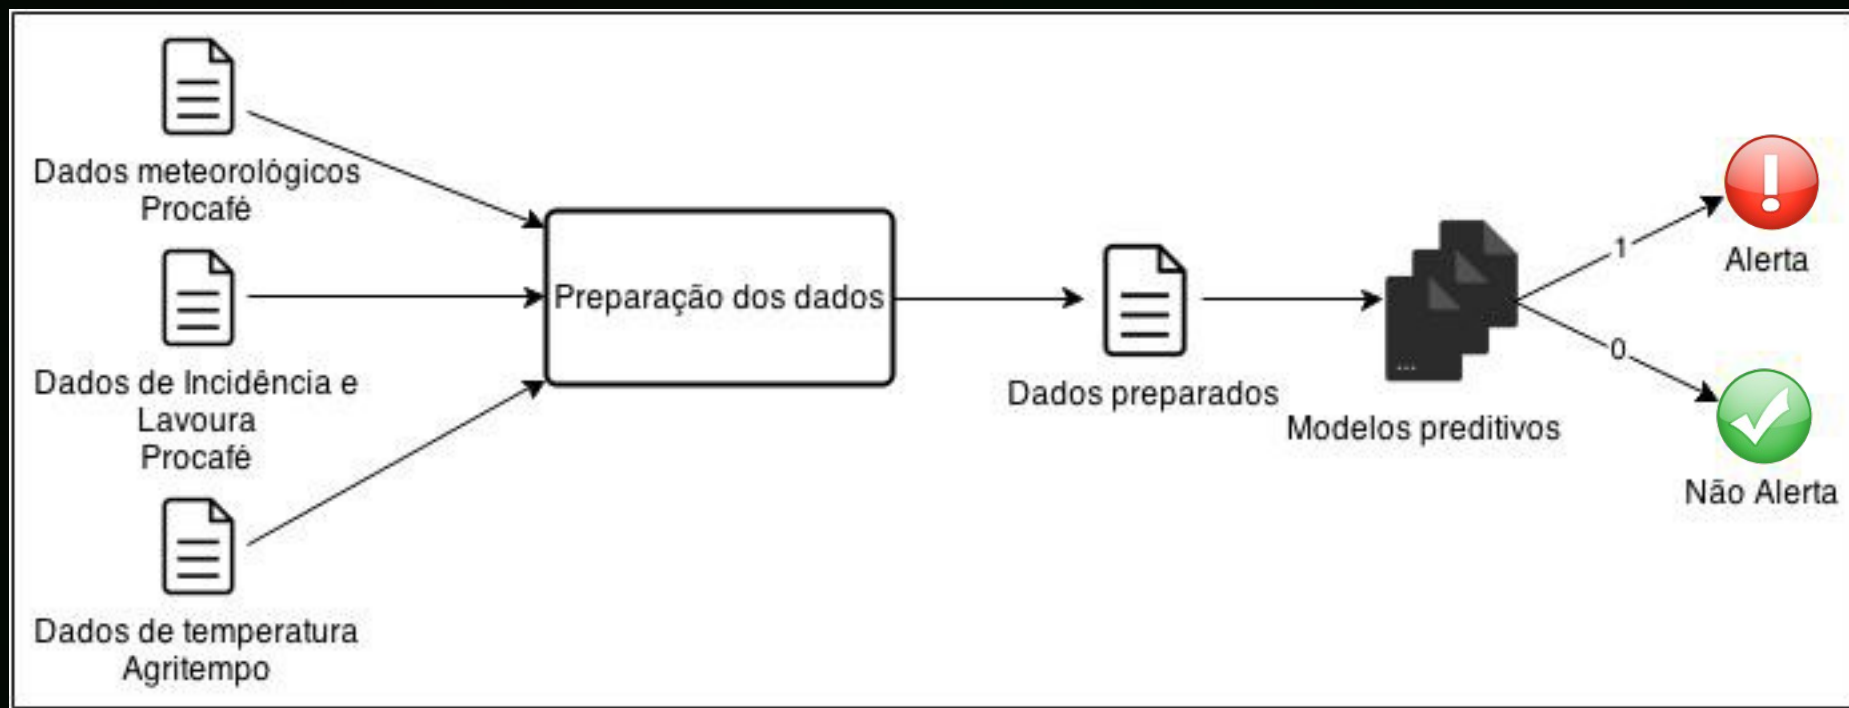 Dados meteorológicos
Procafé
Dados de Incidência e
Lavoura
Procafé
Dados de temperatura
Agritempo
Preparação dos dados
Dados preparados
...
Modelos preditivos
1
0
Alerta
Não Alerta